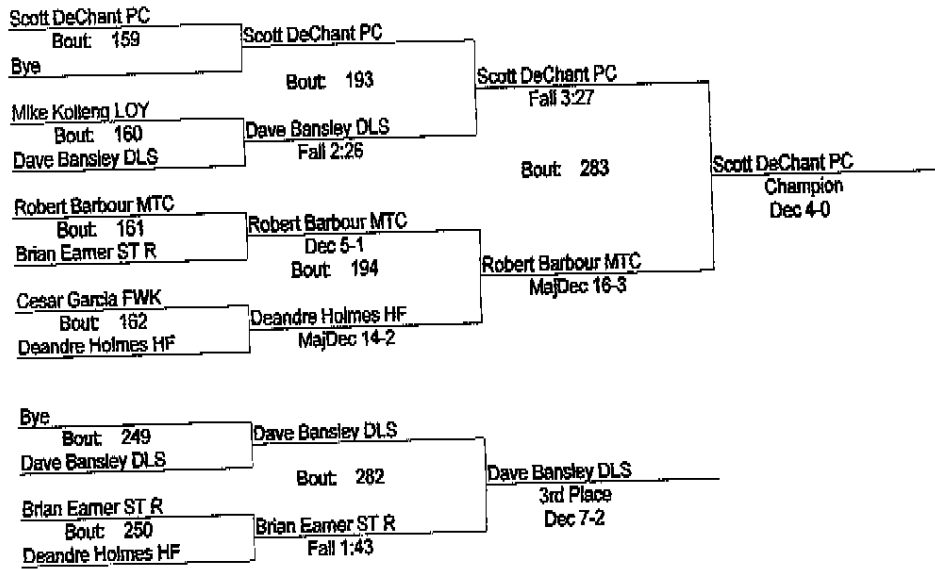 Scott DeChant PC
Bout: 159
Bye
Scott DeChant PC
Bout: 193
Mike Kolleng LOY
Bout: 160
Dave Bansley DLS
Dave Bansley DLS
Fall 2:26
Scott DeChant PC
Fall 3:27
Bout: 283
Scott DeChant PC
Champion
Dec 4-0
Robert Barbour MTC
Bout: 161
Brian Earner ST R
Robert Barbour MTC
Dec 5-1
Bout: 194
Cesar Garcia FWK
Bout: 162
Deandre Holmes HF
Deandre Holmes HF
MajDec 14-2
Robert Barbour MTC
MajDec 16-3
Bye
Bout: 249
Dave Bansley DLS
Dave Bansley DLS
Bout: 282
Brian Earner ST R
Bout: 250
Deandre Holmes HF
Brian Earner ST R
Fall 1:43
Dave Bansley DLS
3rd Place
Dec 7-2